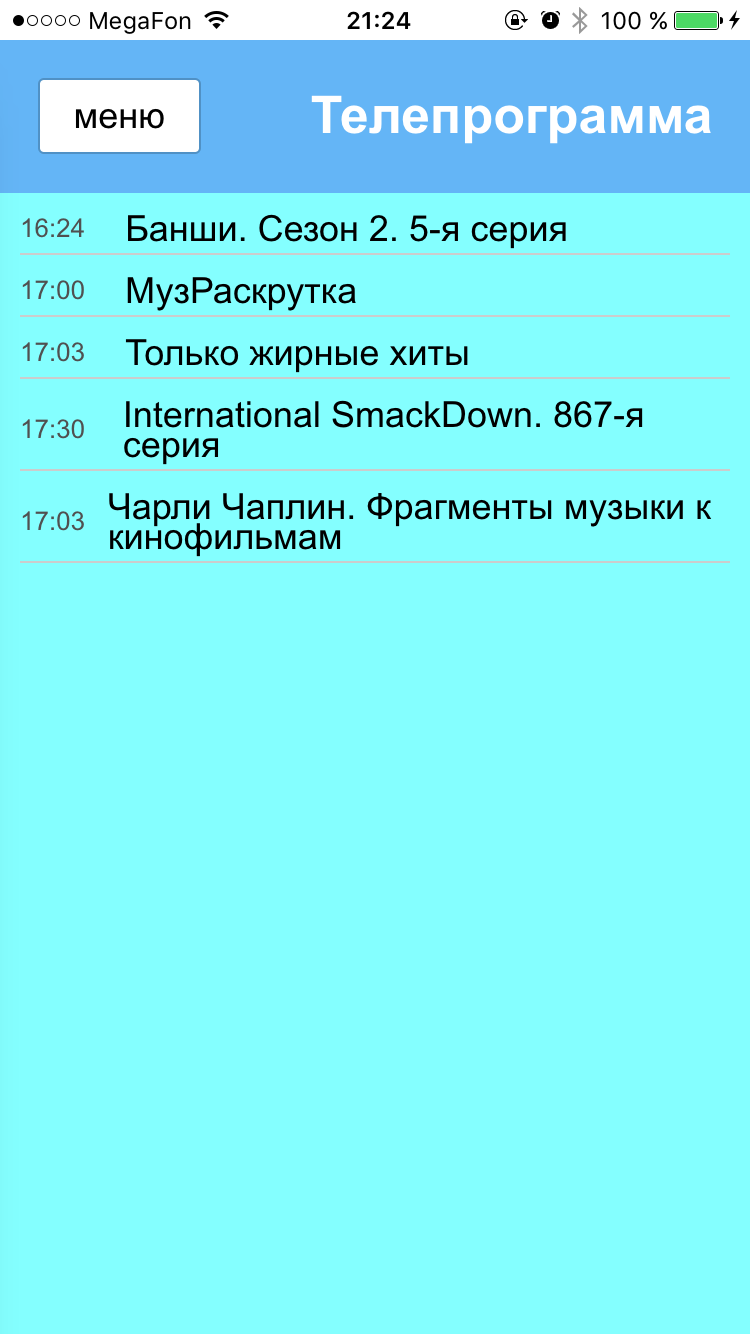 MegaFon 21:24 100 %
меню Телепрограмма
16:24 Банши. Сезон 2. 5-я серия
17:00 МузРаскрутка
17:03 Только жирные хиты
17:30 International SmackDown. 867-я
серия
17:03 Чарли Чаплин. Фрагменты музыки к
кинофильмам